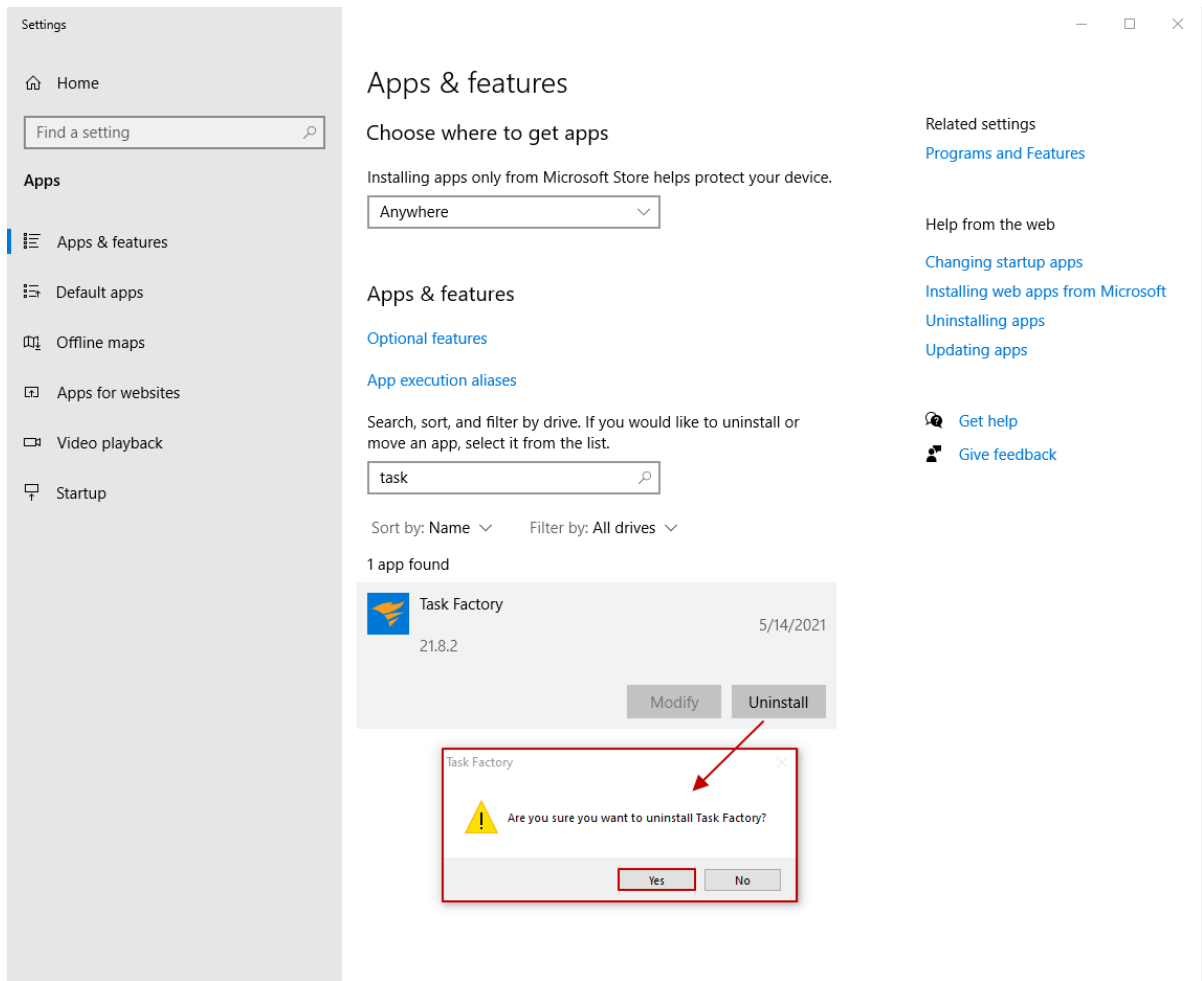 Settings
Home
Find a setting
Apps
Apps & features
Default apps
Offline maps
Apps for websites
Video playback
Startup
Apps & features
Choose where to get apps
Installing apps only from Microsoft Store helps protect your device.
Anywhere
Apps & features
Optional features
App execution aliases
Search, sort, and filter by drive. If you would like to uninstall or
move an app, select it from the list.
task
Sort by: Name
Filter by: All drives
1 app found
Task Factory
5/14/2021
21.8.2
Modify
Uninstall
Task Factory
Are you sure you want to uninstall Task Factory?
Yes
No
Related settings
Programs and Features
Help from the web
Changing startup apps
Installing web apps from Microsoft
Uninstalling apps
Updating apps
Get help
Give feedback